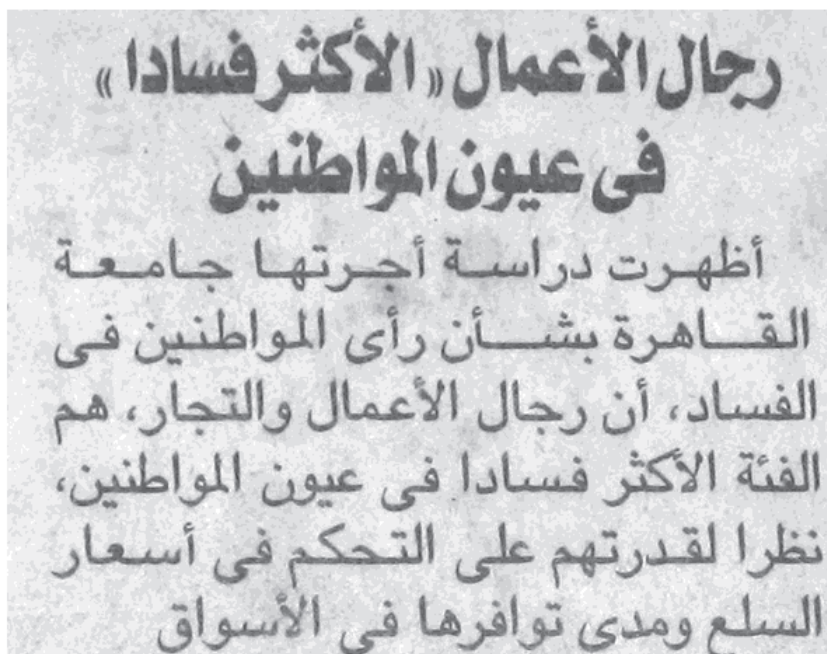 رجال الأعمال «الأكثر فسادا»
فى عيون المواطنين
أظهرت دراسة أجرتها جامعة
القاهرة بشأن رأى المواطنين فى
الفساد، أن رجال الأعمال والتجار، هم
الفئة الأكثر فسادا فى عيون المواطنين،
نظرا لقدرتهم على التحكم فى أسعار
السلع ومدى توافرها فى الأسواق